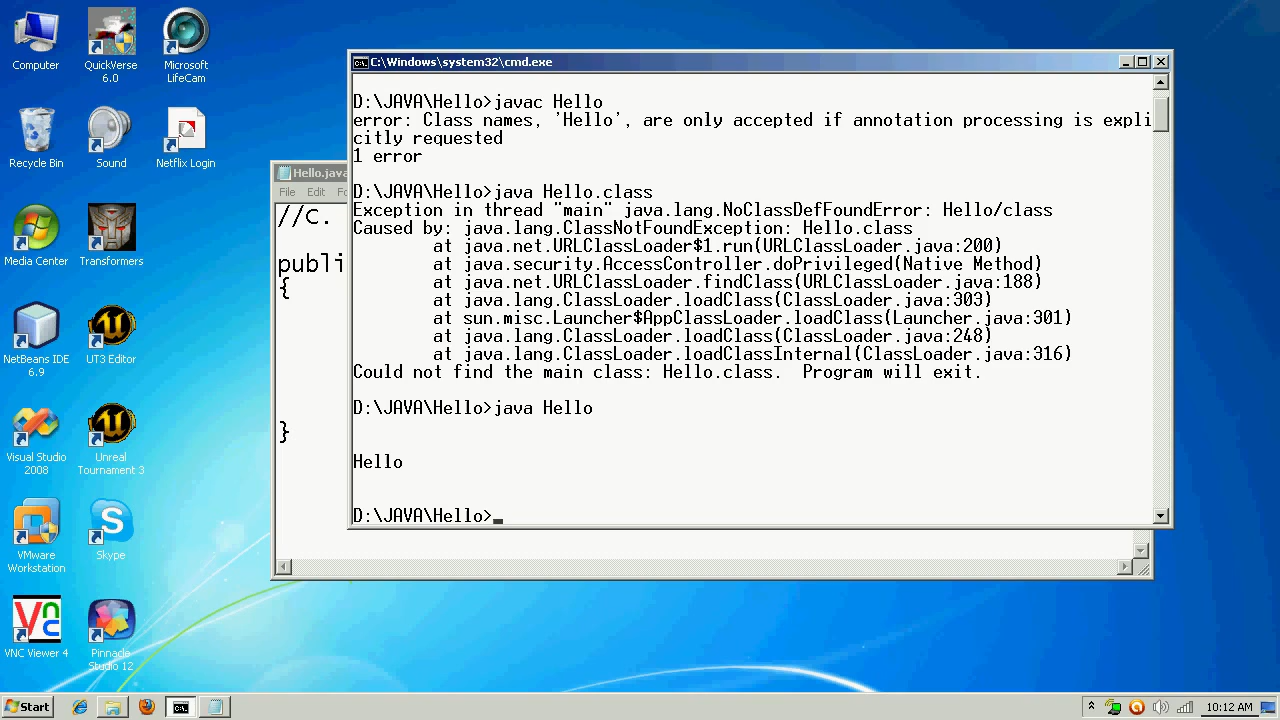 Computer
QuickVerse 6.0
Microsoft LifeCam
Recycle Bin
Sound
Netflix Login
Media Center
Transformers
NetBeans IDE 6.9
UT3 Editor
Visual Studio 2008
Unreal Tournament 3
VMware Workstation
Skype
VNC Viewer 4
Pinnacle Studio 12
C:\Windows\system32\cmd.exe
D:\JAVA\Hello>javac Hello
error: Class names, 'Hello', are only accepted if annotation processing is expli
citly requested
1 error
D:\JAVA\Hello>java Hello.class
Exception in thread "main" java.lang.NoClassDefFoundError: Hello/class
Caused by: java.lang.ClassNotFoundException: Hello.class
at java.net.URLClassLoader$1.run(URLClassLoader.java:200)
at java.security.AccessController.doPrivileged(Native Method)
at java.net.URLClassLoader.findClass(URLClassLoader.java:188)
at java.lang.ClassLoader.loadClass(ClassLoader.java:303)
at sun.misc.Launcher$AppClassLoader.loadClass(Launcher.java:301)
at java.lang.ClassLoader.loadClass(ClassLoader.java:248)
at java.lang.ClassLoader.loadClassInternal(ClassLoader.java:316)
Could not find the main class: Hello.class.  Program will exit.
D:\JAVA\Hello>java Hello
Hello
D:\JAVA\Hello>_
Hello.java
File Edit Fo
//C.
publi
{
}
Start
10:12 AM